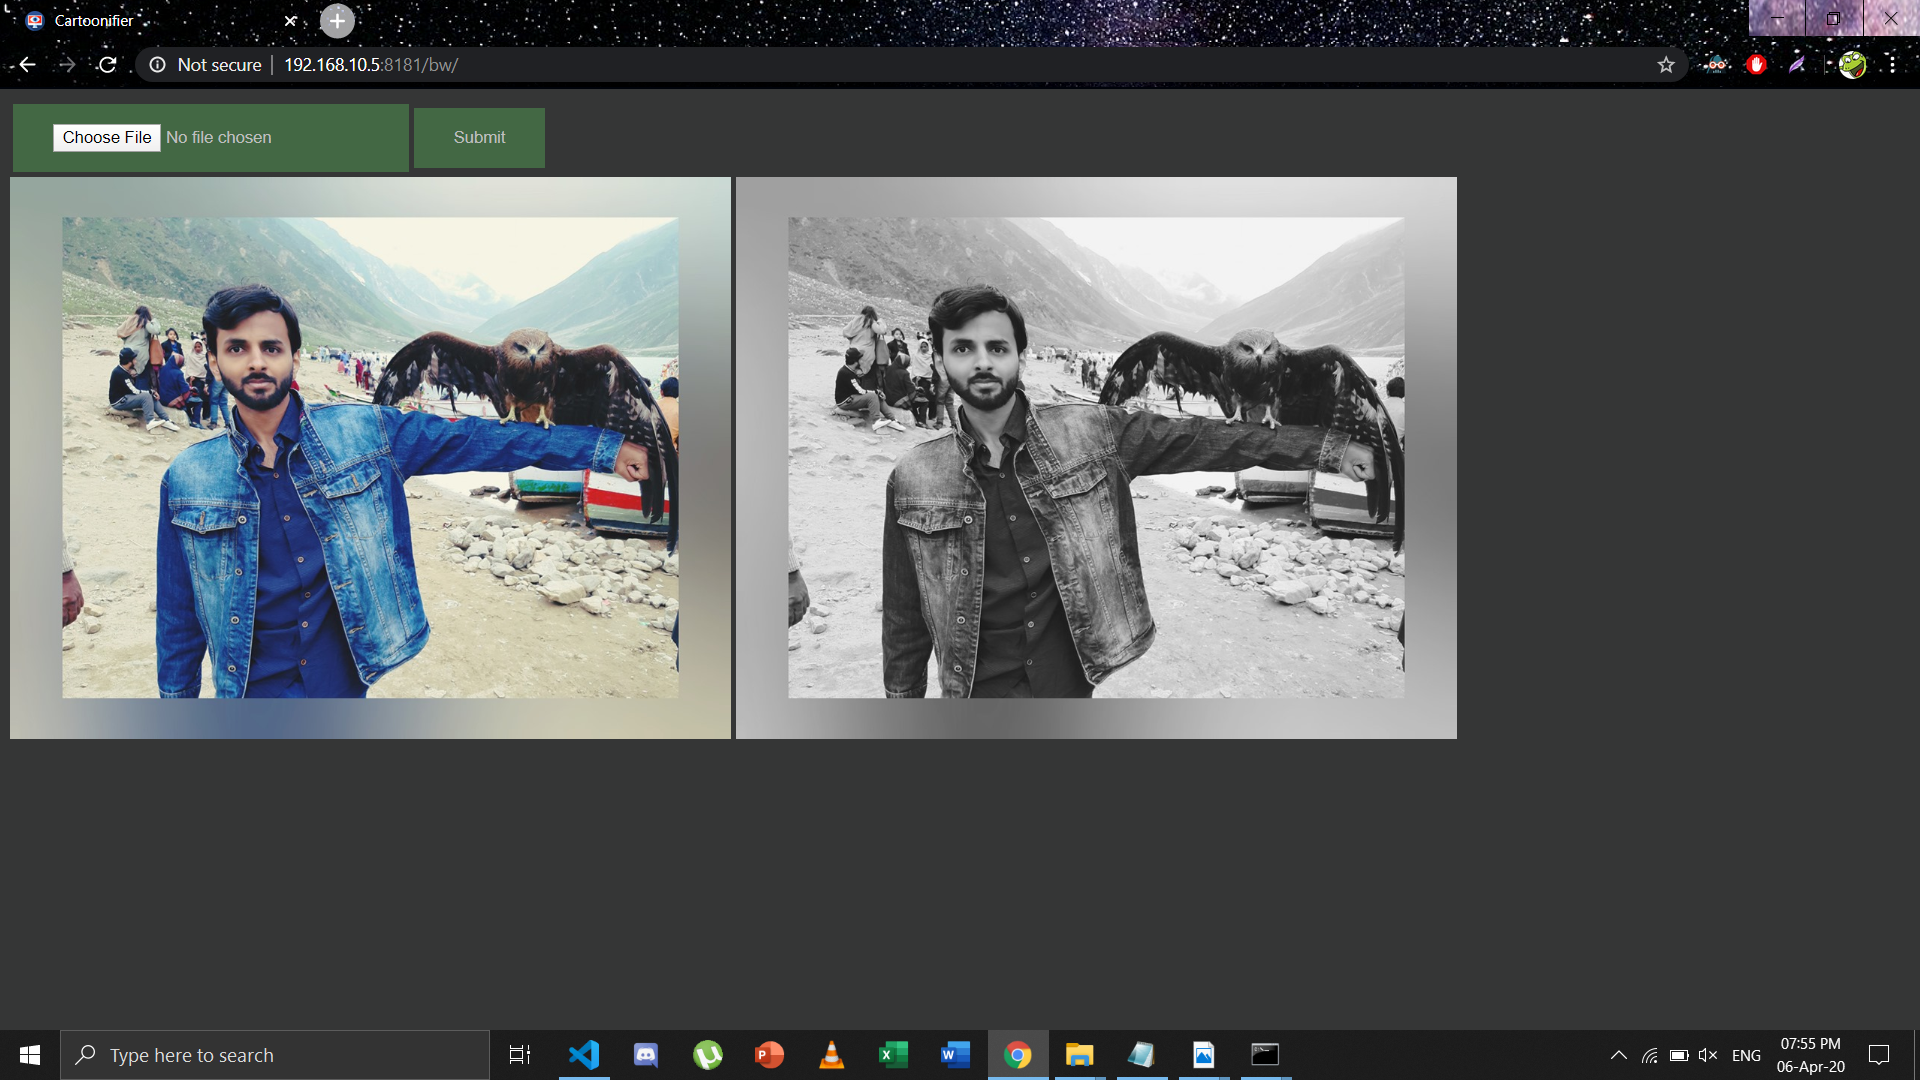 Cartoonifier
Not secure 192.168.10.5:8181/bw/
Choose File No file chosen
Submit
Type here to search
ENG
07:55 PM
06-Apr-20